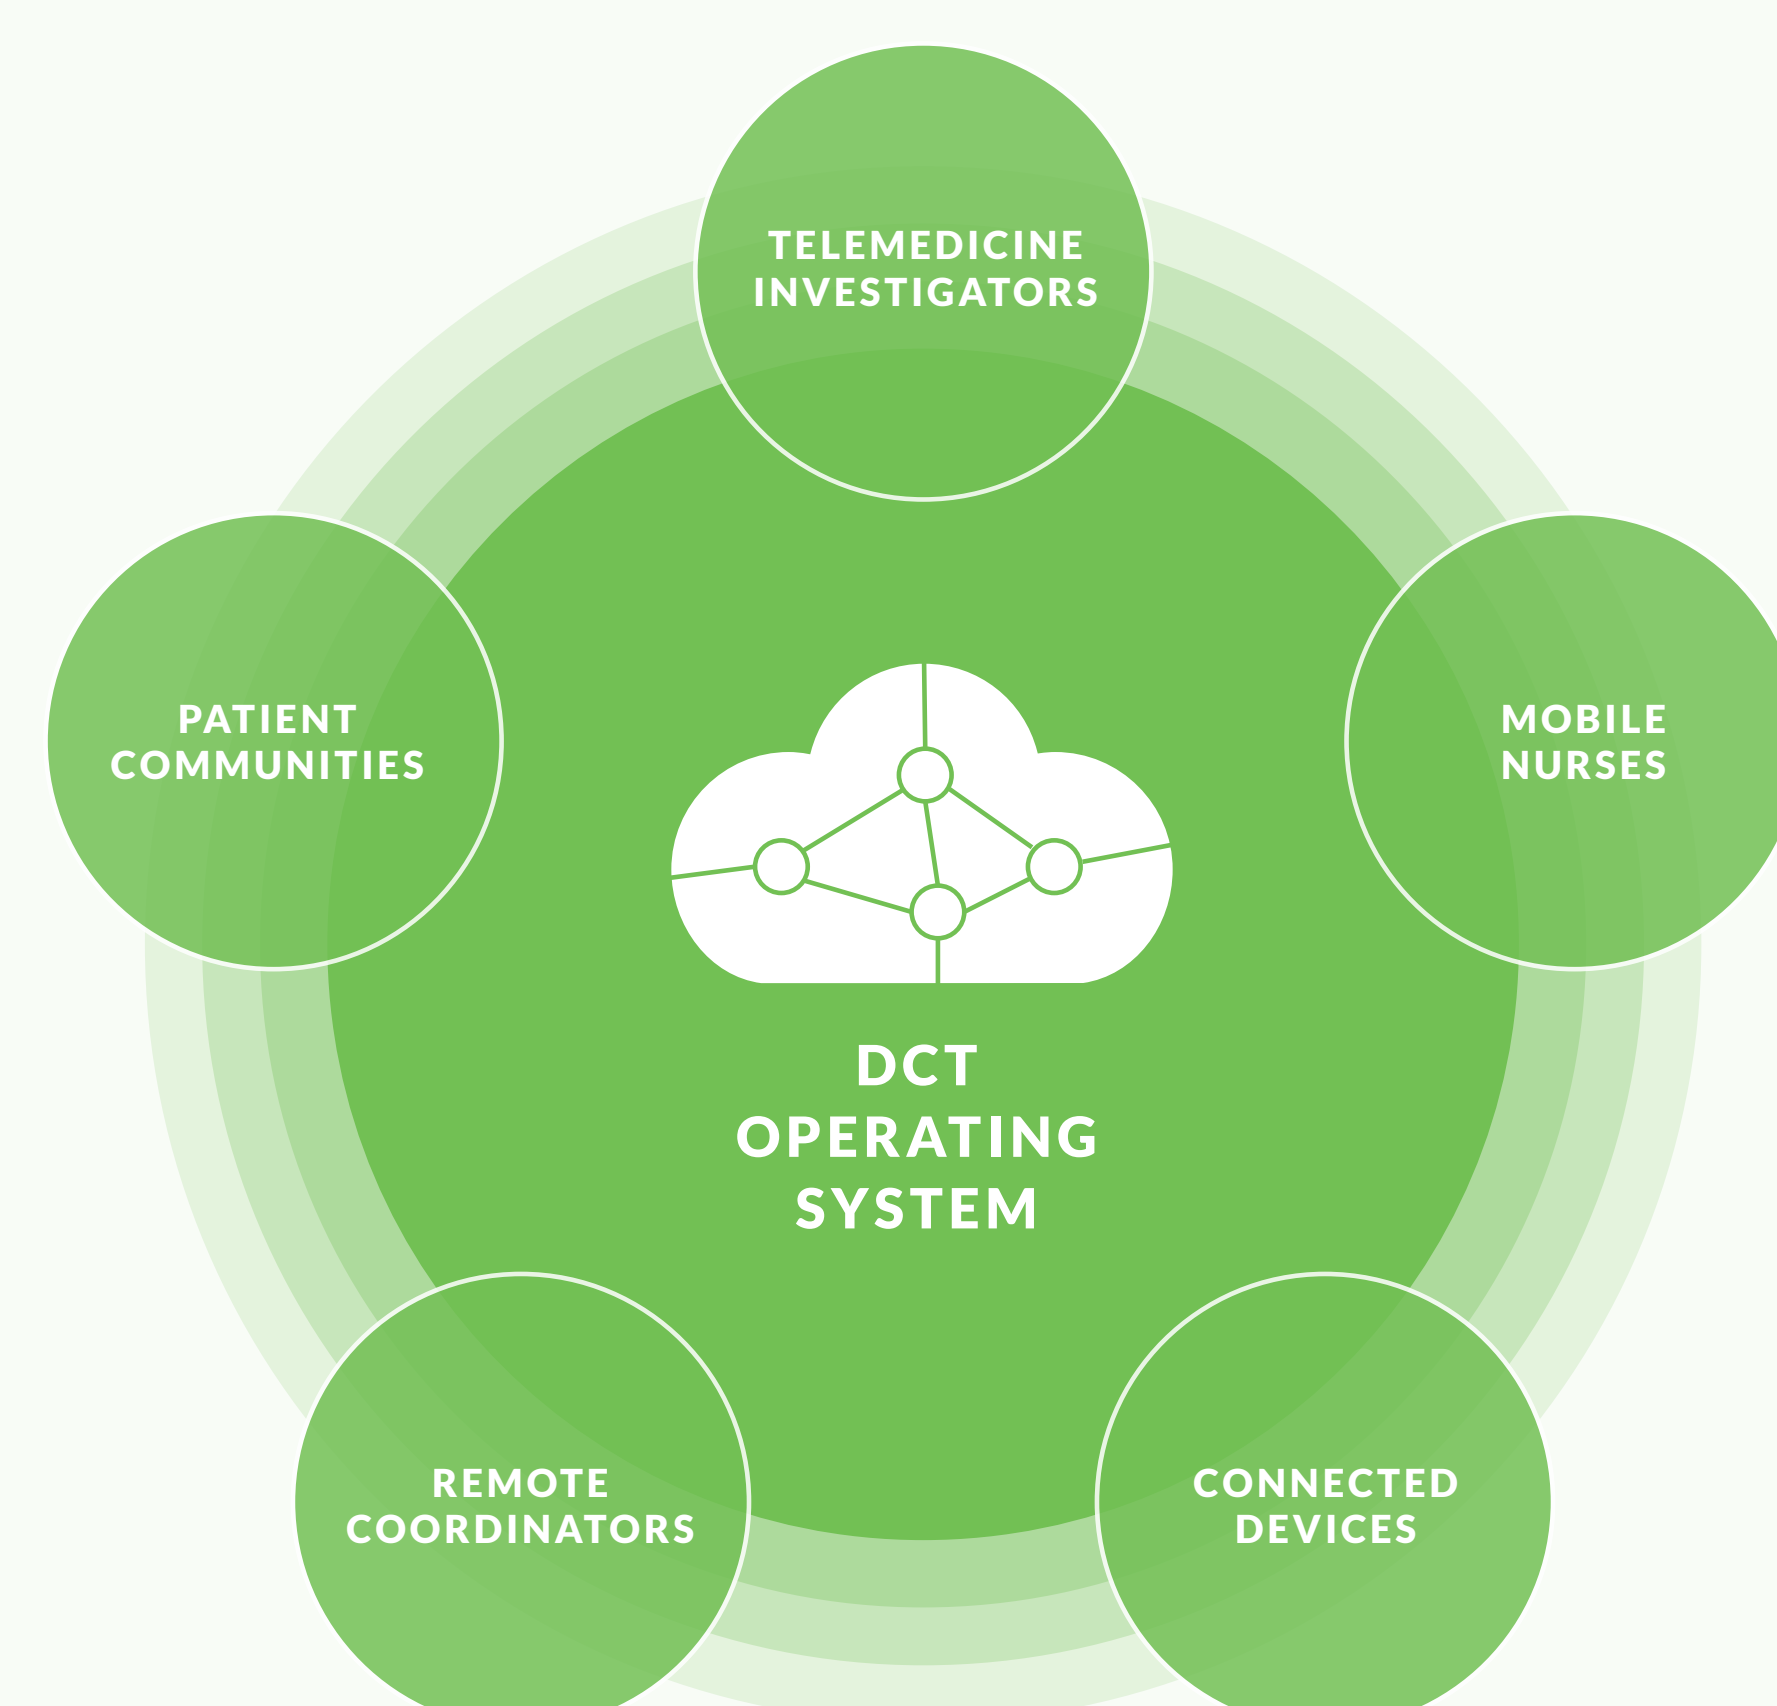 TELEMEDICINE
INVESTIGATORS
PATIENT
COMMUNITIES
MOBILE
NURSES
DCT
OPERATING
SYSTEM
REMOTE
COORDINATORS
CONNECTED
DEVICES